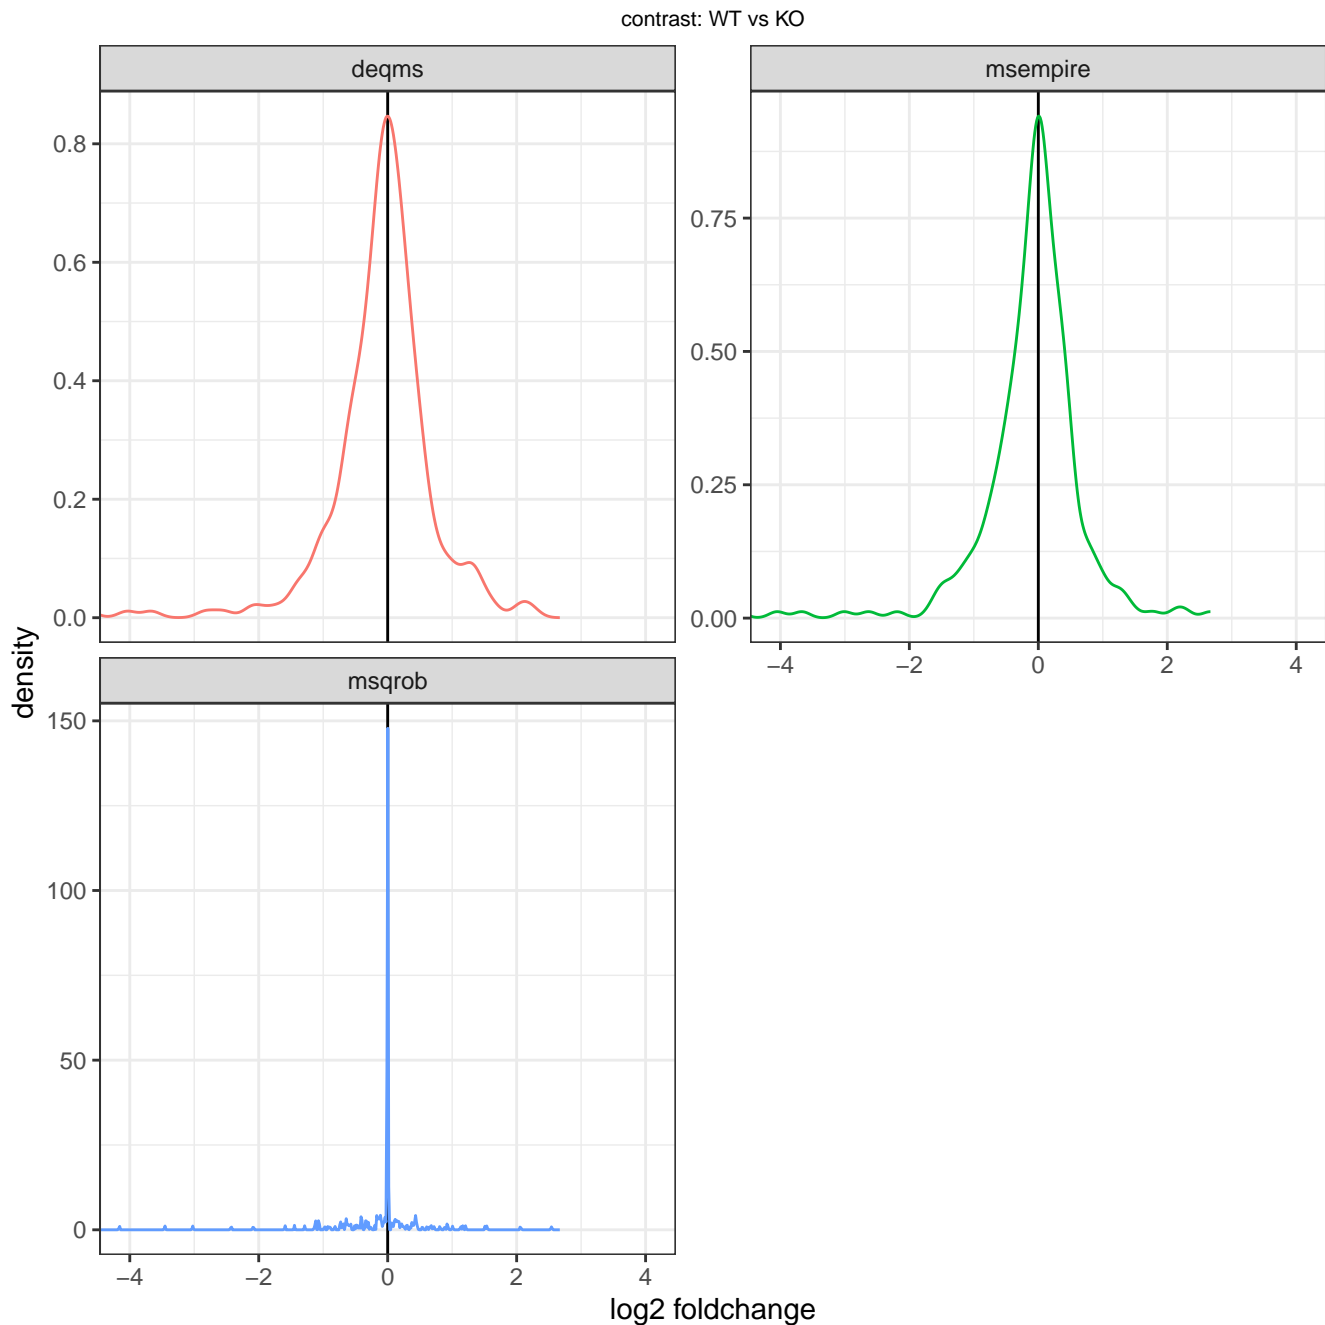 contrast: WT vs KO
deqms
msempire
0.8
0.6
0.4
0.2
0.0
0.75
0.50
0.25
0.00
−4 −2 0 2 4
msqrob
150
100
50
0
−4 −2 0 2 4
density
log2 foldchange